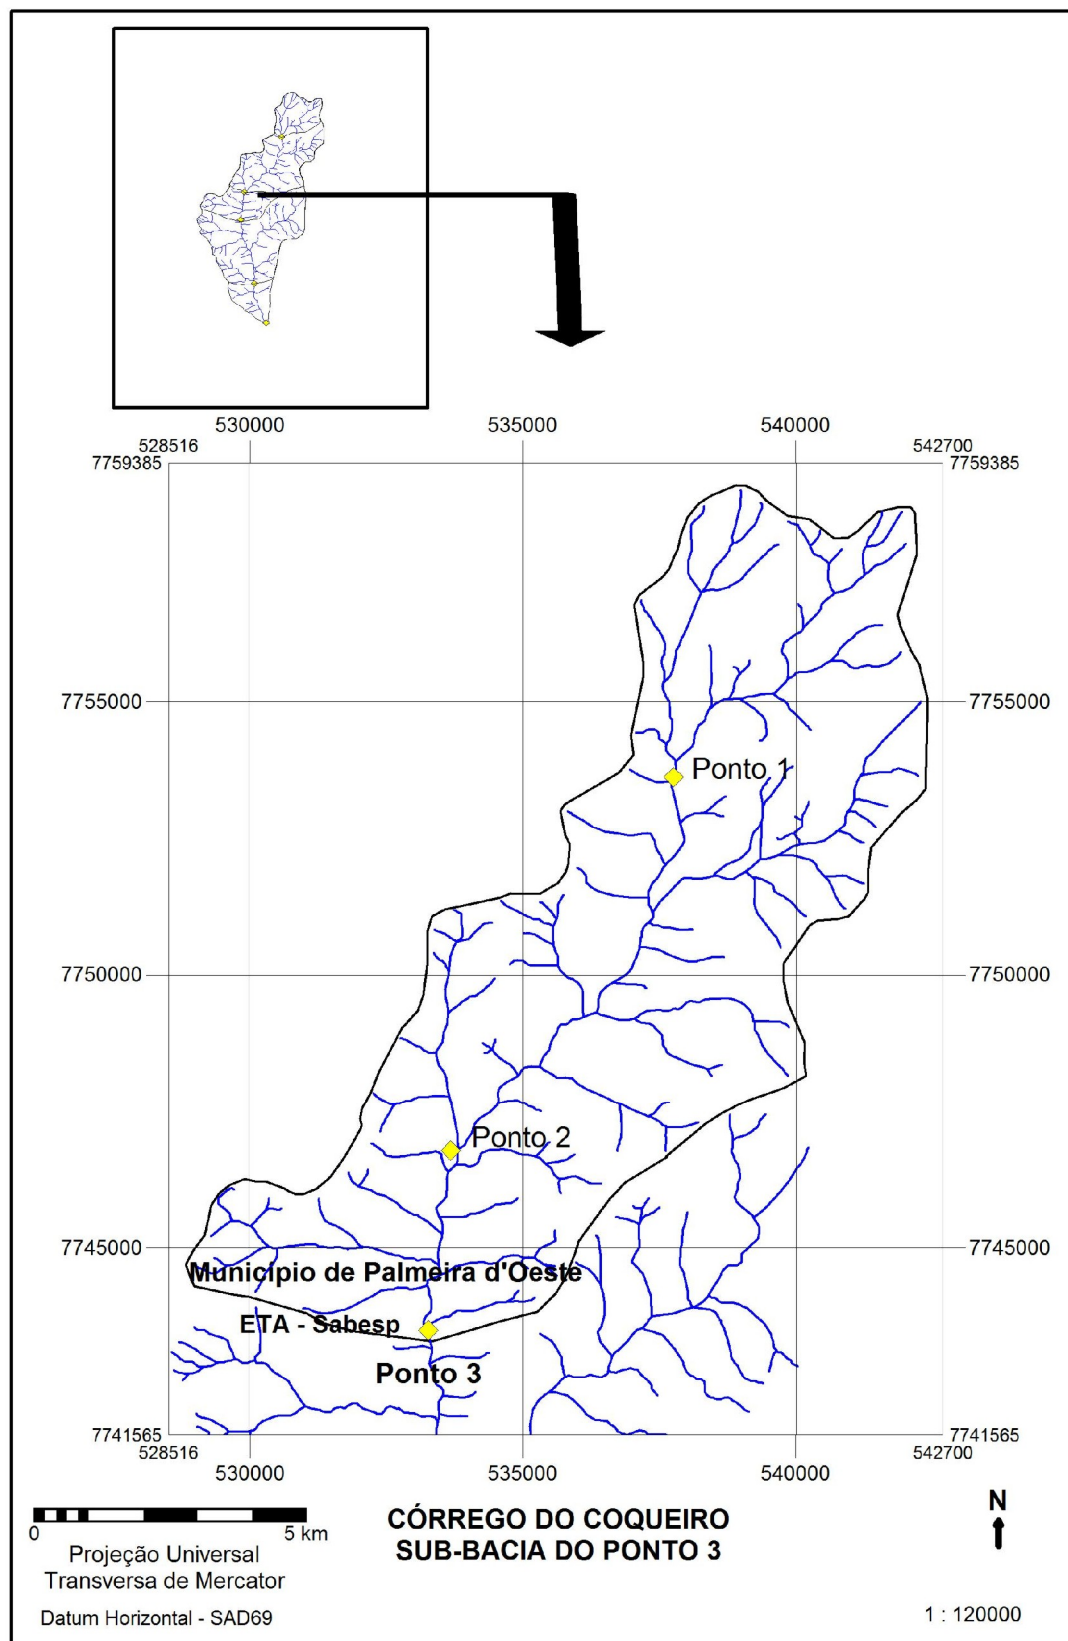 530000 535000 540000
528516 542700
7759385 7759385
7755000 7755000
Ponto 1
7750000 7750000
Ponto 2
7745000 7745000
Município de Palmeira d'Oeste
ETA - Sabesp
Ponto 3
7741565 7741565
528516 542700
530000 535000 540000
0 5 km
Projeção Universal
Transversa de Mercator
Datum Horizontal - SAD69
CÓRREGO DO COQUEIRO
SUB-BACIA DO PONTO 3
N
1 : 120000